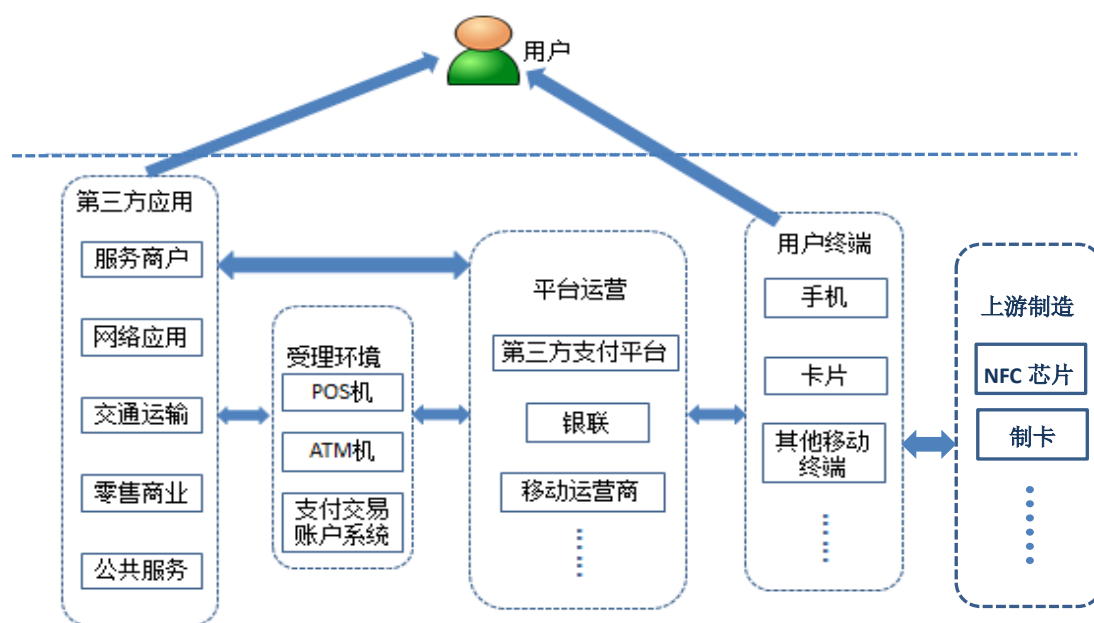 用户
第三方应用
服务商户
网络应用
交通运输
零售商业
公共服务
受理环境
POS机
ATM机
支付交易
账户系统
平台运营
第三方支付平台
银联
移动运营商
用户终端
手机
卡片
其他移动
终端
上游制造
NFC 芯片
制卡